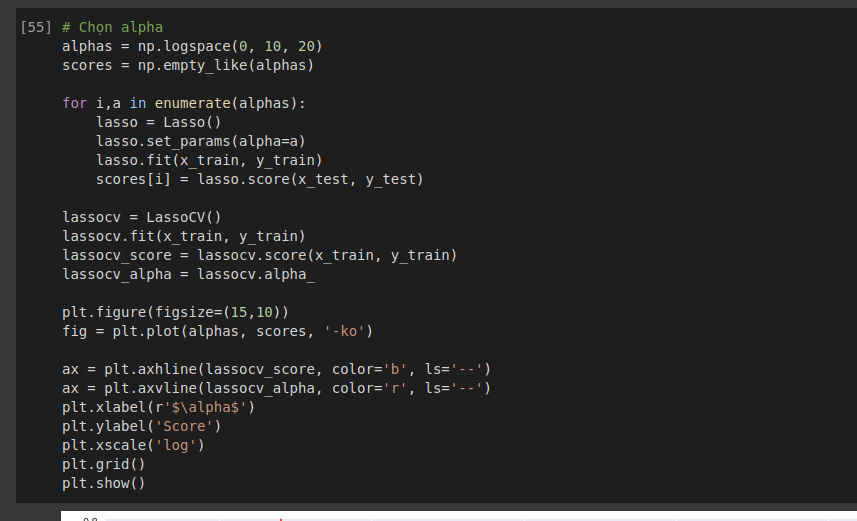 [55] # Chọn alpha
alphas = np.logspace(0, 10, 20)
scores = np.empty_like(alphas)
for i,a in enumerate(alphas):
    lasso = Lasso()
    lasso.set_params(alpha=a)
    lasso.fit(x_train, y_train)
    scores[i] = lasso.score(x_test, y_test)
lassocv = LassoCV()
lassocv.fit(x_train, y_train)
lassocv_score = lassocv.score(x_train, y_train)
lassocv_alpha = lassocv.alpha_
plt.figure(figsize=(15,10))
fig = plt.plot(alphas, scores, '-ko')
ax = plt.axhline(lassocv_score, color='b', ls='--')
ax = plt.axvline(lassocv_alpha, color='r', ls='--')
plt.xlabel(r'$\alpha$')
plt.ylabel('Score')
plt.xscale('log')
plt.grid()
plt.show()